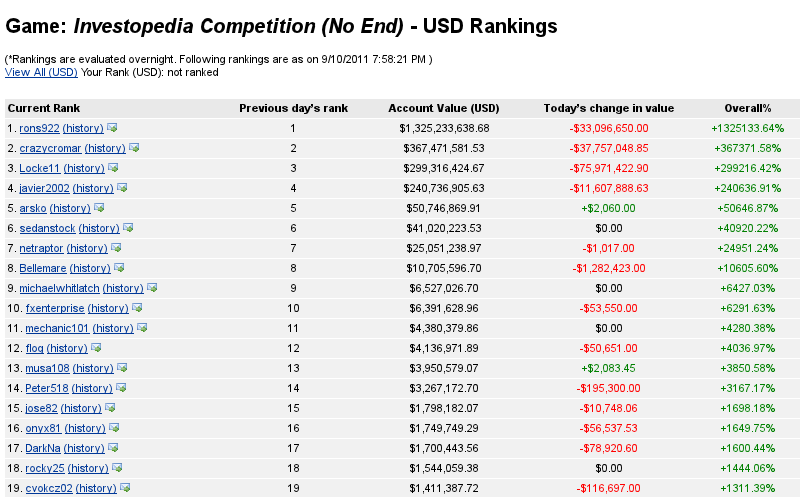 Game: Investopedia Competition (No End) - USD Rankings
(*Rankings are evaluated overnight. Following rankings are as on 9/10/2011 7:58:21 PM )
View All (USD) Your Rank (USD): not ranked
Current Rank Previous day's rank Account Value (USD) Today's change in value Overall%
1. rons922 (history) 1 $1,325,233,638.68 -$33,096,650.00 +1325133.64%
2. crazycromar (history) 2 $367,471,581.53 -$37,757,048.85 +367371.58%
3. Locke11 (history) 3 $299,316,424.67 -$75,971,422.90 +299216.42%
4. javier2002 (history) 4 $240,736,905.63 -$11,607,888.63 +240636.91%
5. arsko (history) 5 $50,746,869.91 +$2,060.00 +50646.87%
6. sedanstock (history) 6 $41,020,223.53 $0.00 +40920.22%
7. netraptor (history) 7 $25,051,238.97 -$1,017.00 +24951.24%
8. Bellemare (history) 8 $10,705,596.70 -$1,282,423.00 +10605.60%
9. michaelwhitlatch (history) 9 $6,527,026.70 $0.00 +6427.03%
10. fxenterprise (history) 10 $6,391,628.96 -$53,550.00 +6291.63%
11. mechanic101 (history) 11 $4,380,379.86 $0.00 +4280.38%
12. floq (history) 12 $4,136,971.89 -$50,651.00 +4036.97%
13. musa108 (history) 13 $3,950,579.07 +$2,083.45 +3850.58%
14. Peter518 (history) 14 $3,267,172.70 -$195,300.00 +3167.17%
15. jose82 (history) 15 $1,798,182.07 -$10,748.06 +1698.18%
16. onyx81 (history) 16 $1,749,749.29 -$56,537.53 +1649.75%
17. DarkNa (history) 17 $1,700,443.56 -$78,920.60 +1600.44%
18. rocky25 (history) 18 $1,544,059.38 $0.00 +1444.06%
19. cvokcz02 (history) 19 $1,411,387.72 -$116,697.00 +1311.39%